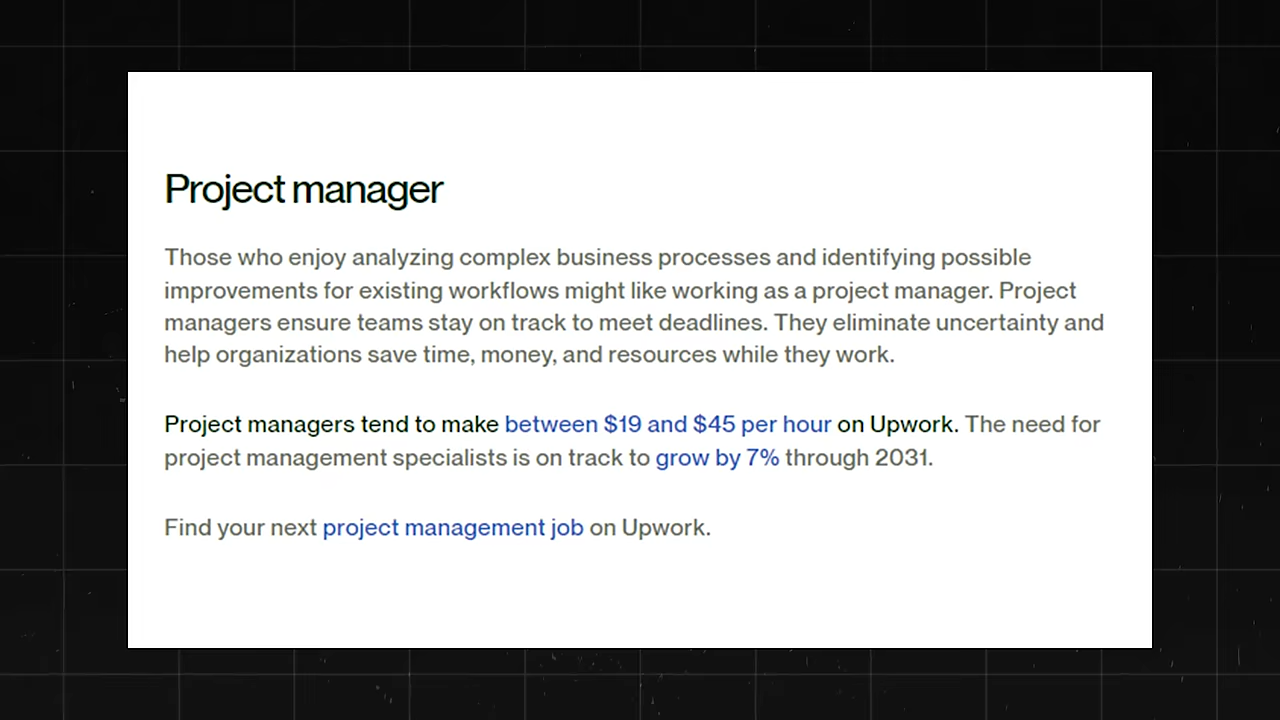 Project manager
Those who enjoy analyzing complex business processes and identifying possible
improvements for existing workflows might like working as a project manager. Project
managers ensure teams stay on track to meet deadlines. They eliminate uncertainty and
help organizations save time, money, and resources while they work.
Project managers tend to make between $19 and $45 per hour on Upwork. The need for
project management specialists is on track to grow by 7% through 2031.
Find your next project management job on Upwork.